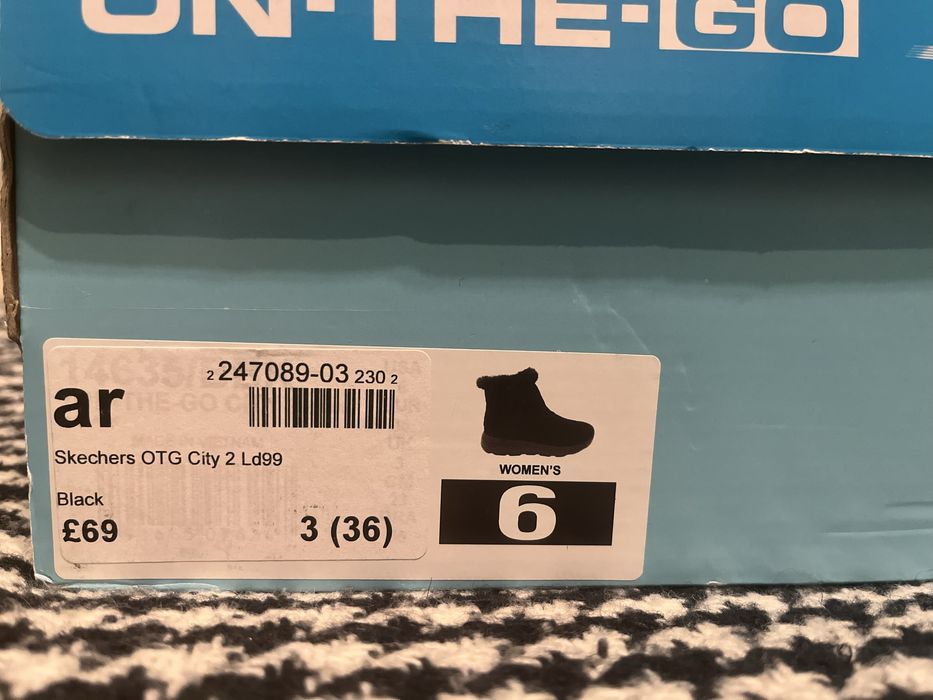 ON-THE-GO
2 247089-03 230 2
ar
Skechers OTG City 2 Ld99
Black
£69
3 (36)
WOMEN'S
6